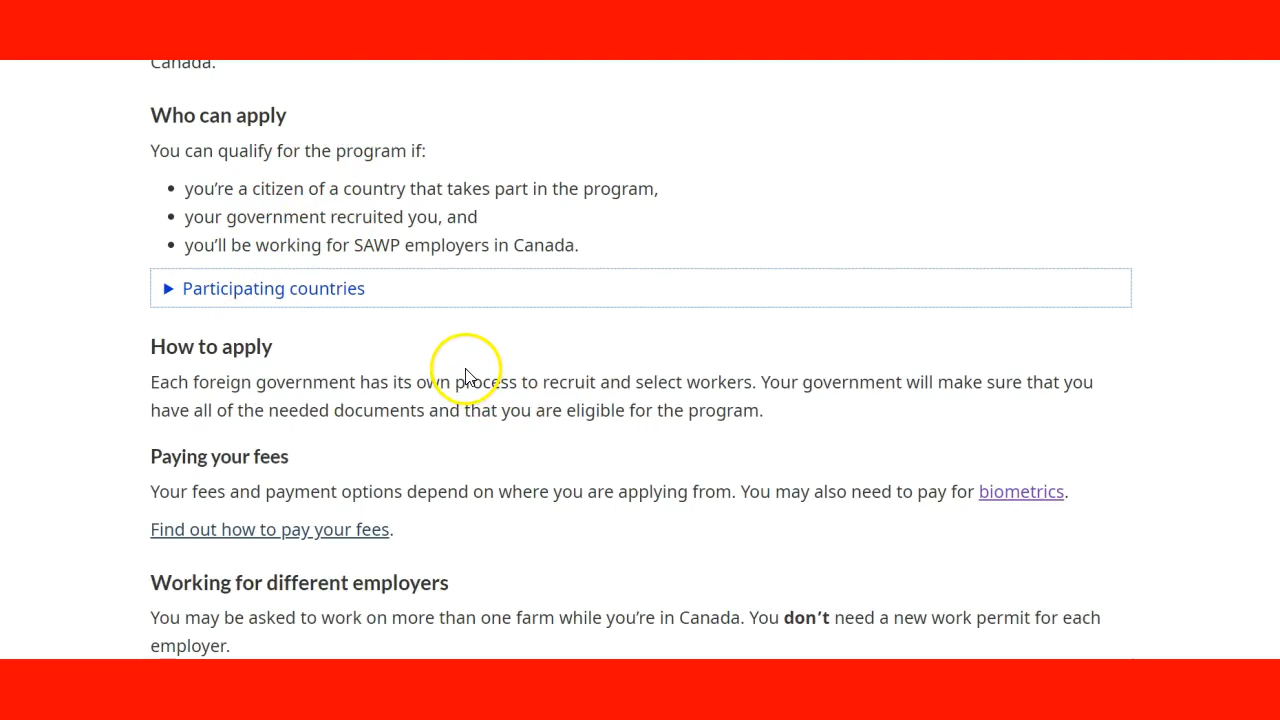 Canada.
Who can apply
You can qualify for the program if:
you’re a citizen of a country that takes part in the program,
your government recruited you, and
you’ll be working for SAWP employers in Canada.
Participating countries
How to apply
Each foreign government has its own process to recruit and select workers. Your government will make sure that you
have all of the needed documents and that you are eligible for the program.
Paying your fees
Your fees and payment options depend on where you are applying from. You may also need to pay for biometrics.
Find out how to pay your fees.
Working for different employers
You may be asked to work on more than one farm while you’re in Canada. You don’t need a new work permit for each
employer.